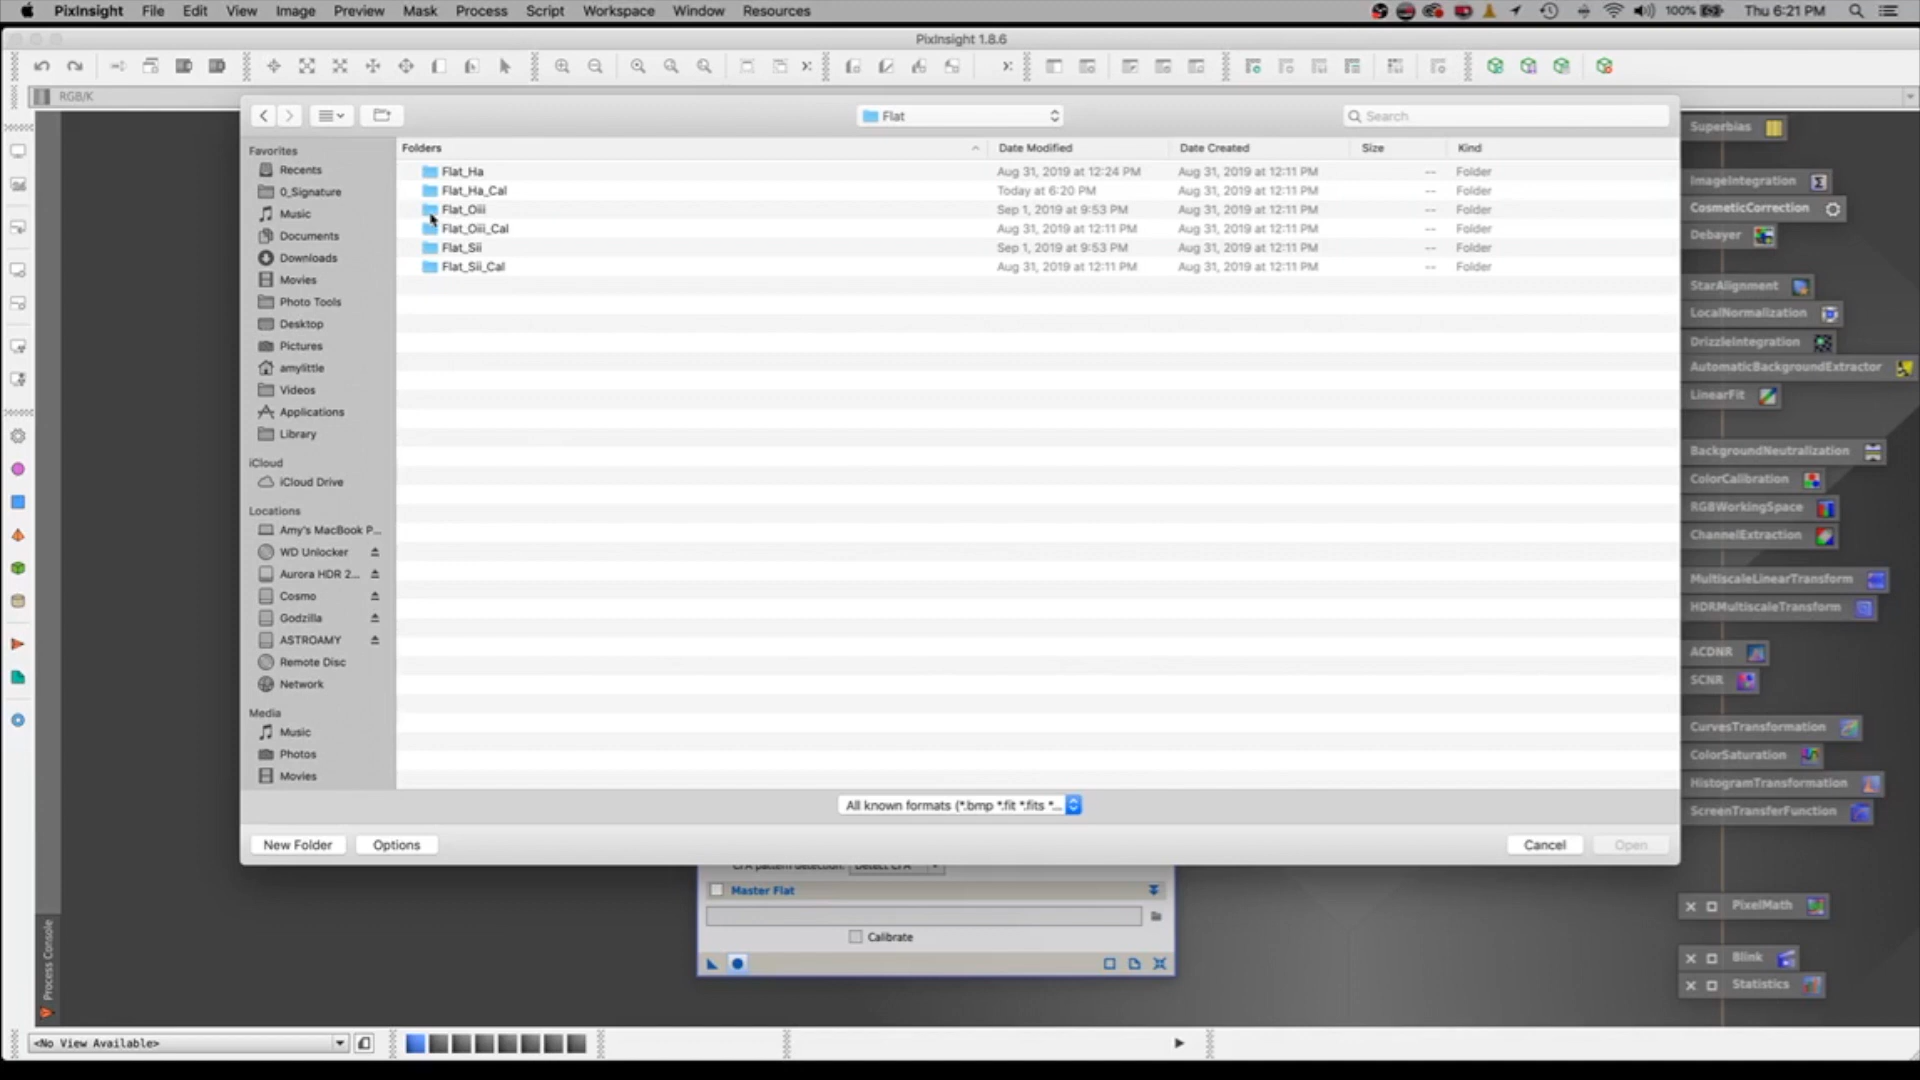 PixInsight File Edit View Image Preview Mask Process Script Workspace Window Resources 100% Thu 6:21 PM
PixInsight 1.8.6
RGB/K
Flat
Search
Favorites
Recents
0_Signature
Music
Documents
Downloads
Movies
Photo Tools
Desktop
Pictures
amylittle
Videos
Applications
Library
iCloud
iCloud Drive
Locations
Amy's MacBook P...
WD Unlocker
Aurora HDR 2...
Cosmo
Godzilla
ASTROAMY
Remote Disc
Network
Media
Music
Photos
Movies
Folders Date Modified Date Created Size Kind
Flat_Ha Aug 31, 2019 at 12:24 PM Aug 31, 2019 at 12:11 PM -- Folder
Flat_Ha_Cal Today at 6:20 PM Aug 31, 2019 at 12:11 PM -- Folder
Flat_Oiii Sep 1, 2019 at 9:53 PM Aug 31, 2019 at 12:11 PM -- Folder
Flat_Oiii_Cal Aug 31, 2019 at 12:11 PM Aug 31, 2019 at 12:11 PM -- Folder
Flat_Sii Sep 1, 2019 at 9:53 PM Aug 31, 2019 at 12:11 PM -- Folder
Flat_Sii_Cal Aug 31, 2019 at 12:11 PM Aug 31, 2019 at 12:11 PM -- Folder
All known formats (*.bmp *.fit *.fits *...
New Folder Options Cancel Open
CFA pattern detection: Detect CFA
Master Flat
Calibrate
Superbias
ImageIntegration
CosmeticCorrection
Debayer
StarAlignment
LocalNormalization
DrizzleIntegration
AutomaticBackgroundExtractor
LinearFit
BackgroundNeutralization
ColorCalibration
RGBWorkingSpace
ChannelExtraction
MultiscaleLinearTransform
HDRMultiscaleTransform
ACDNR
SCNR
CurvesTransformation
ColorSaturation
HistogramTransformation
ScreenTransferFunction
PixelMath
Blink
Statistics
Process Console
<No View Available>